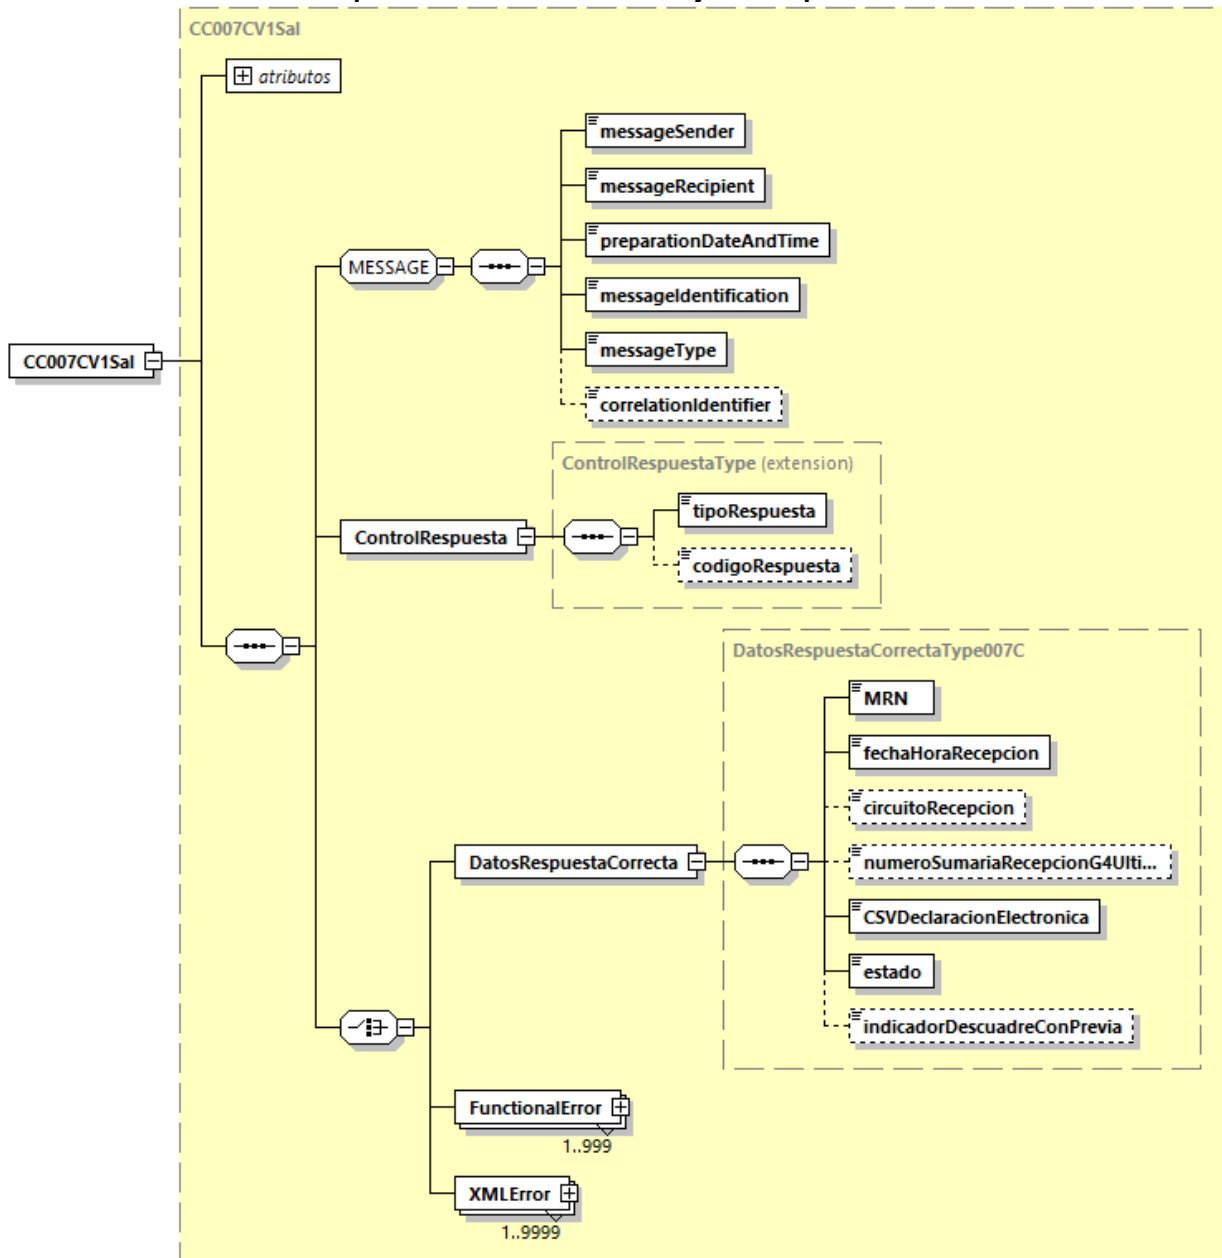 CC007CV1Sal
atributos
messageSender
messageRecipient
preparationDateAndTime
MESSAGE
messageIdentification
messageType
CC007CV1Sal
correlationIdentifier
ControlRespuestaType (extension)
tipoRespuesta
ControlRespuesta
codigoRespuesta
DatosRespuestaCorrectaType007C
MRN
fechaHoraRecepcion
circuitoRecepcion
DatosRespuestaCorrecta
numeroSumariaRecepcionG4Ulti...
CSVDeclaracionElectronica
estado
indicadorDescuadreConPrevia
FunctionalError
1..999
XMLError
1..9999